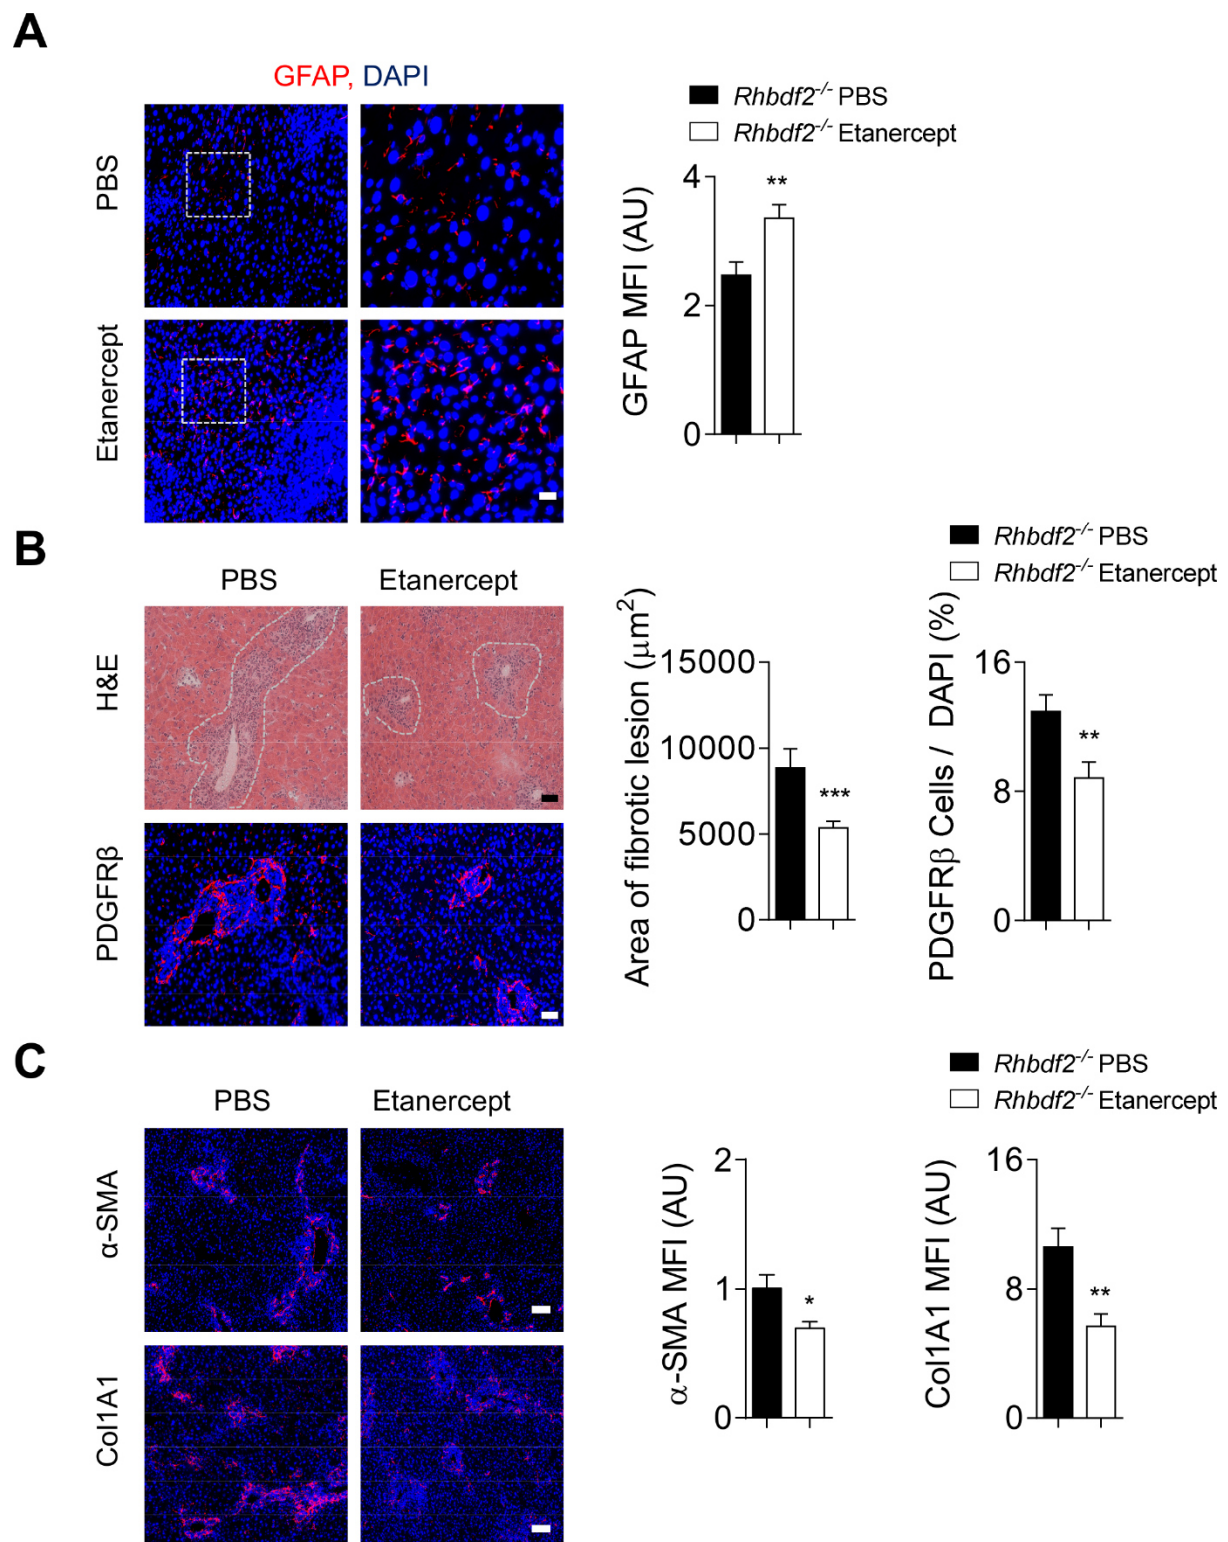 A
GFAP, DAPI
PBS
Etanercept
Rhbdf2-/- PBS
Rhbdf2-/- Etanercept
GFAP MFI (AU)
4
2
0
**
B
PBS Etanercept
H&E
PDGFRβ
Area of fibrotic lesion (μm2)
15000
10000
5000
0
***
Rhbdf2-/- PBS
Rhbdf2-/- Etanercept
PDGFRβ Cells / DAPI (%)
16
8
0
**
C
PBS Etanercept
α-SMA
Col1A1
α-SMA MFI (AU)
2
1
0
*
Rhbdf2-/- PBS
Rhbdf2-/- Etanercept
Col1A1 MFI (AU)
16
8
0
**